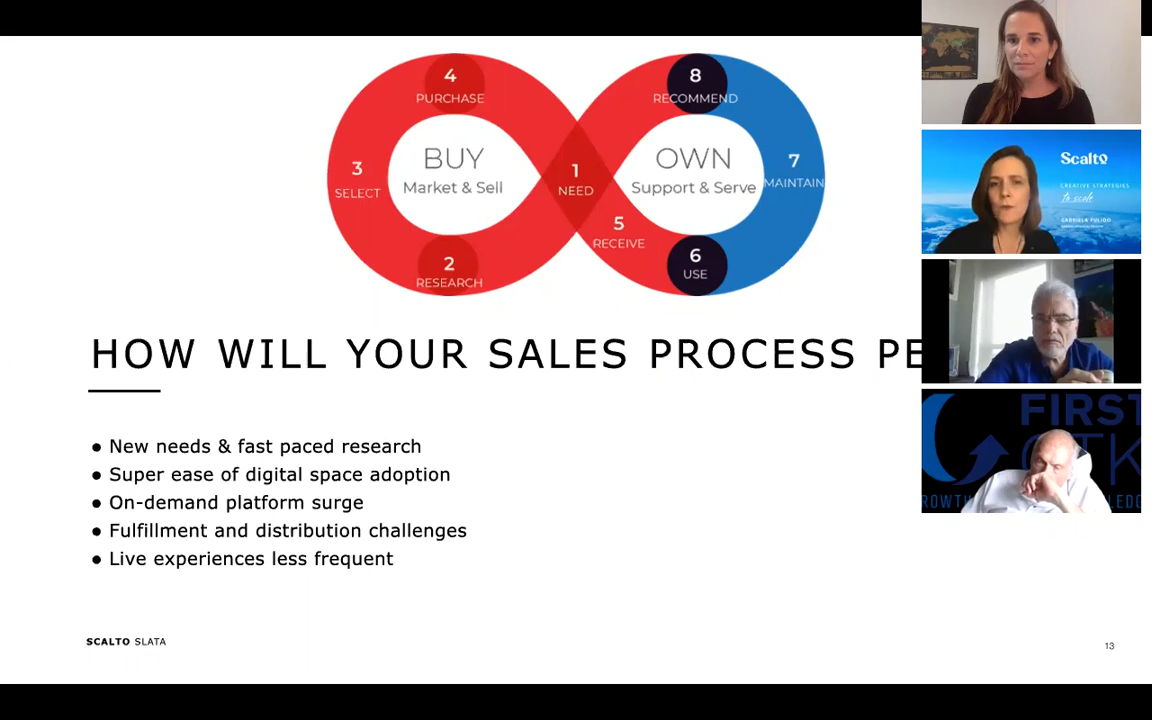 4
PURCHASE
8
RECOMMEND
3
SELECT
BUY
Market & Sell
1
NEED
OWN
Support & Serve
7
MAINTAIN
5
RECEIVE
2
RESEARCH
6
USE
HOW WILL YOUR SALES PROCESS PE
● New needs & fast paced research
● Super ease of digital space adoption
● On-demand platform surge
● Fulfillment and distribution challenges
● Live experiences less frequent
SCALTO SLATA
13
Scalto
CREATIVE STRATEGIES
to scale
GABRIELA PULIDO
FIRST